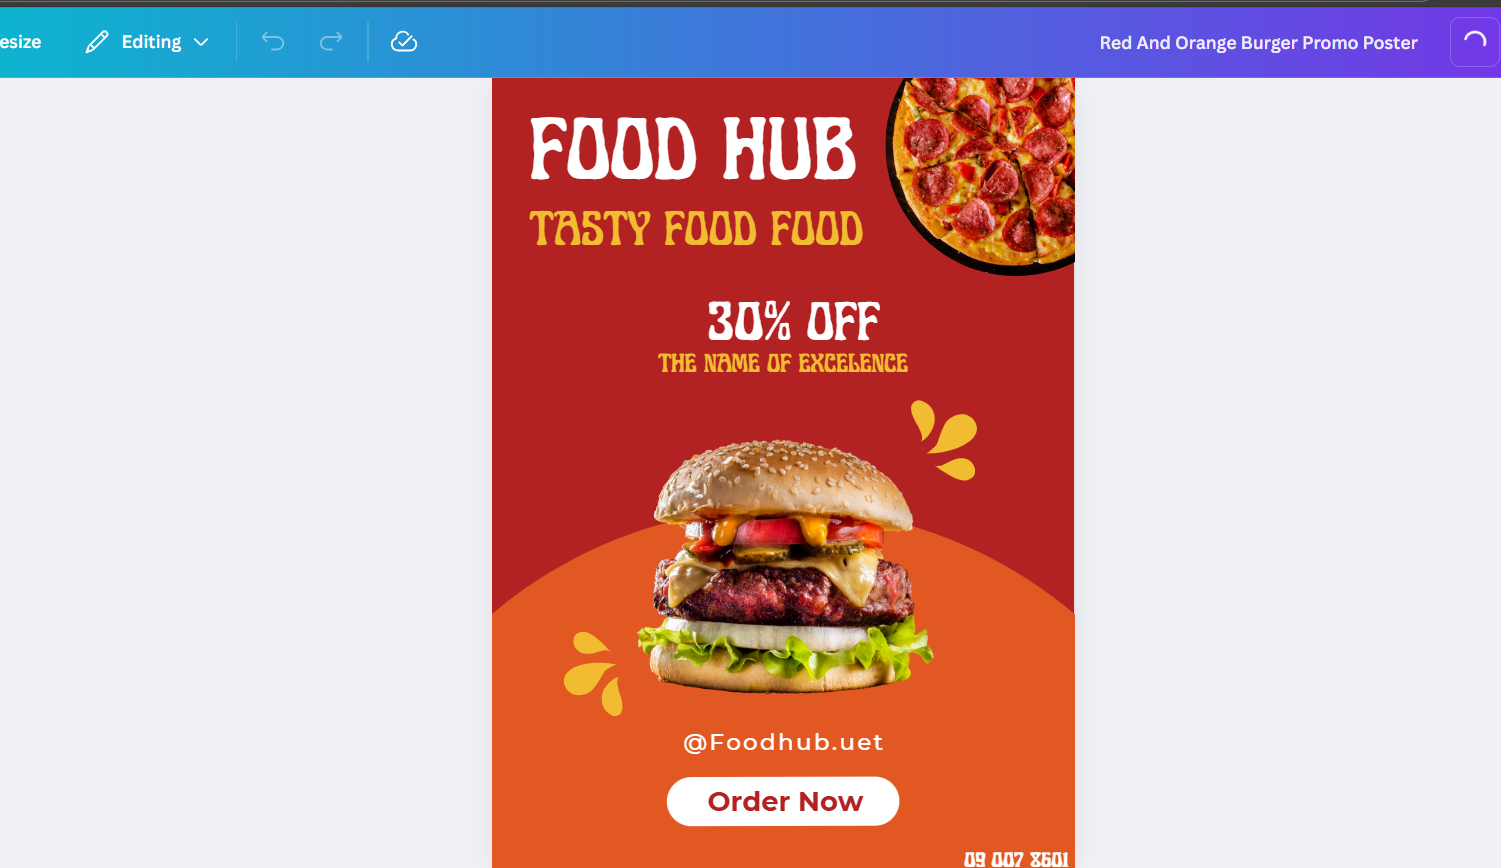 esize Editing Red And Orange Burger Promo Poster
FOOD HUB
TASTY FOOD FOOD
30% OFF
THE NAME OF EXCELENCE
@Foodhub.uet
Order Now
09 007 8601